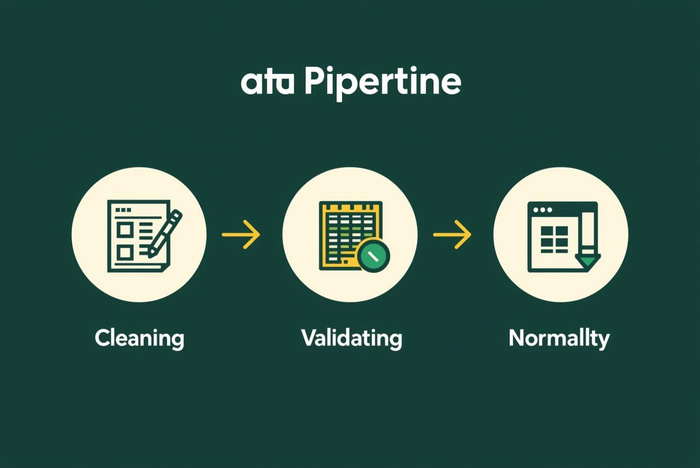 ata Pipertine
Cleaning
Validating
Normallty